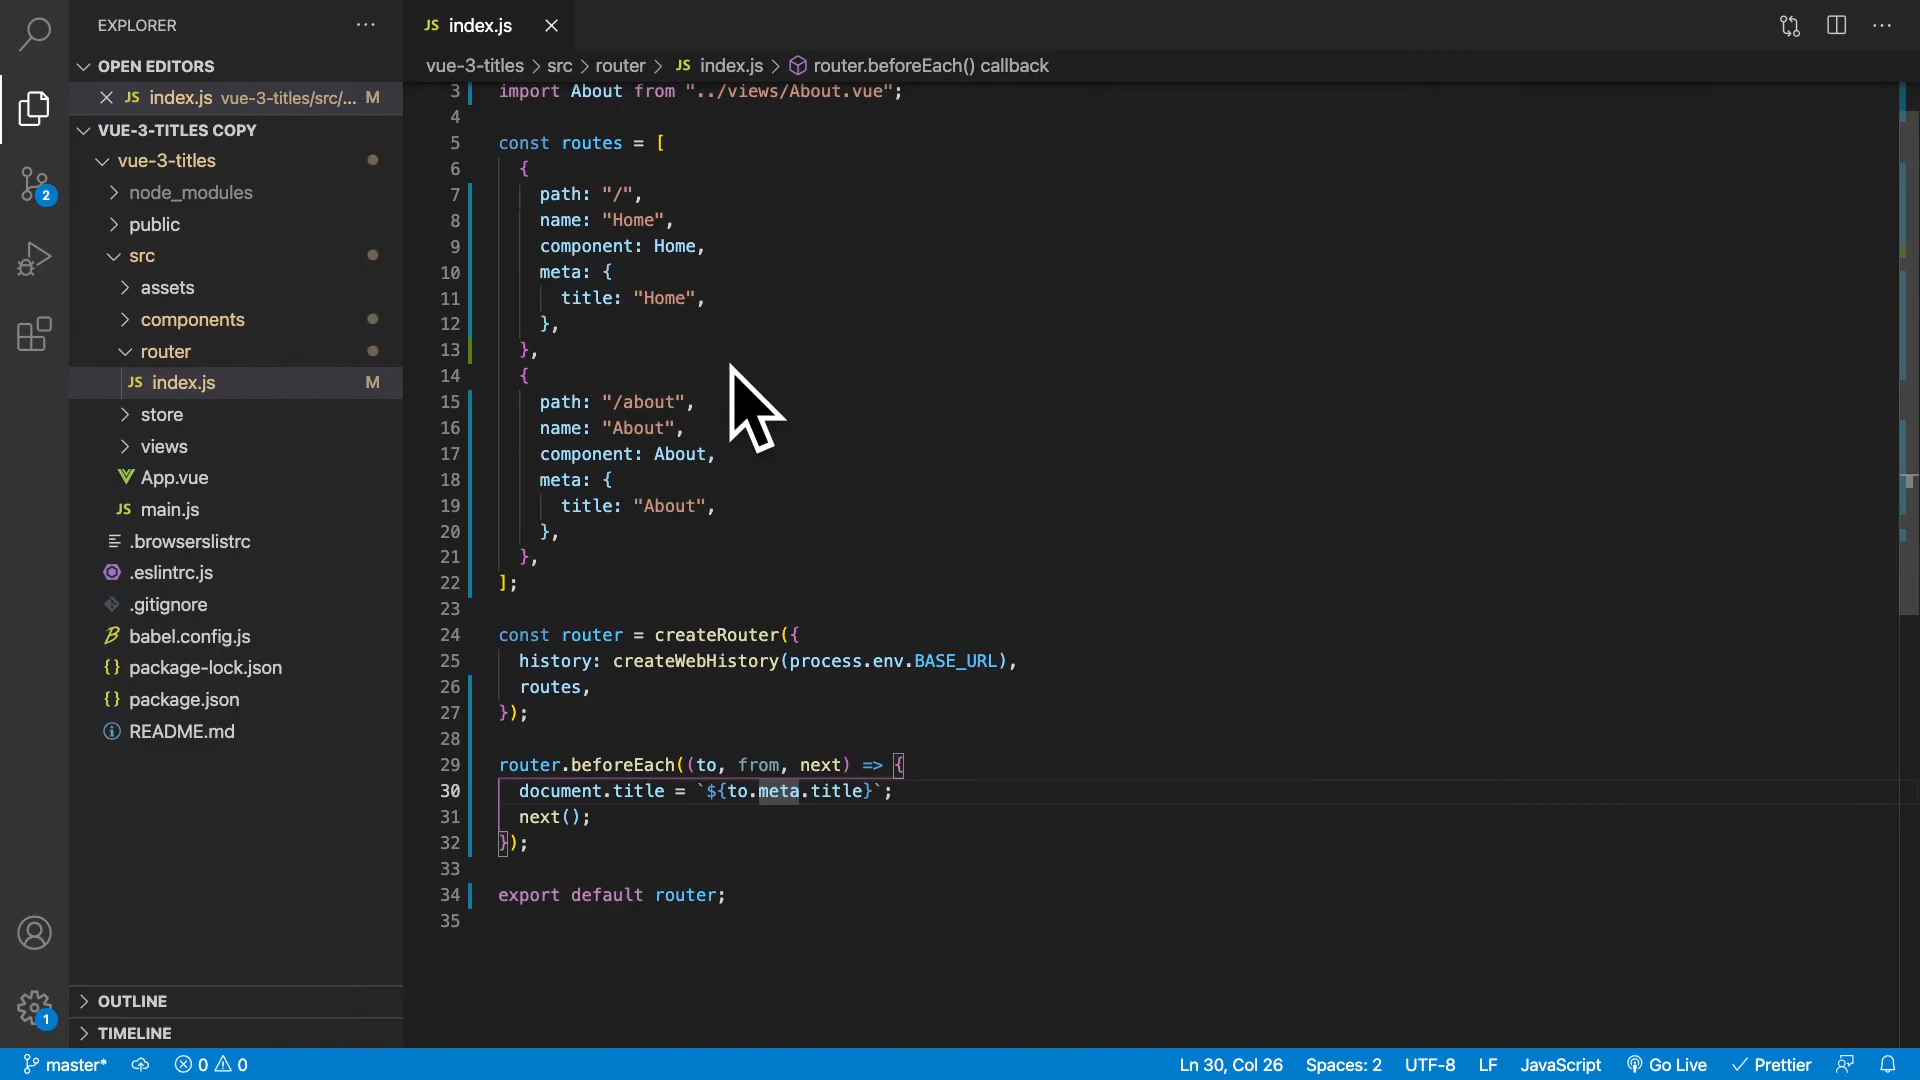 EXPLORER
OPEN EDITORS
JS index.js vue-3-titles/src/... M
VUE-3-TITLES COPY
vue-3-titles
node_modules
public
src
assets
components
router
JS index.js M
store
views
App.vue
JS main.js
.browserslistrc
.eslintrc.js
.gitignore
babel.config.js
{} package-lock.json
{} package.json
README.md
OUTLINE
TIMELINE
2
1
JS index.js
vue-3-titles > src > router > JS index.js > router.beforeEach() callback
3 import About from "../views/About.vue";
4
5 const routes = [
6 {
7 path: "/",
8 name: "Home",
9 component: Home,
10 meta: {
11 title: "Home",
12 },
13 },
14 {
15 path: "/about",
16 name: "About",
17 component: About,
18 meta: {
19 title: "About",
20 },
21 },
22 ];
23
24 const router = createRouter({
25 history: createWebHistory(process.env.BASE_URL),
26 routes,
27 });
28
29 router.beforeEach((to, from, next) => {
30 document.title = `${to.meta.title}`;
31 next();
32 });
33
34 export default router;
35
master* 0 0 Ln 30, Col 26 Spaces: 2 UTF-8 LF JavaScript Go Live Prettier